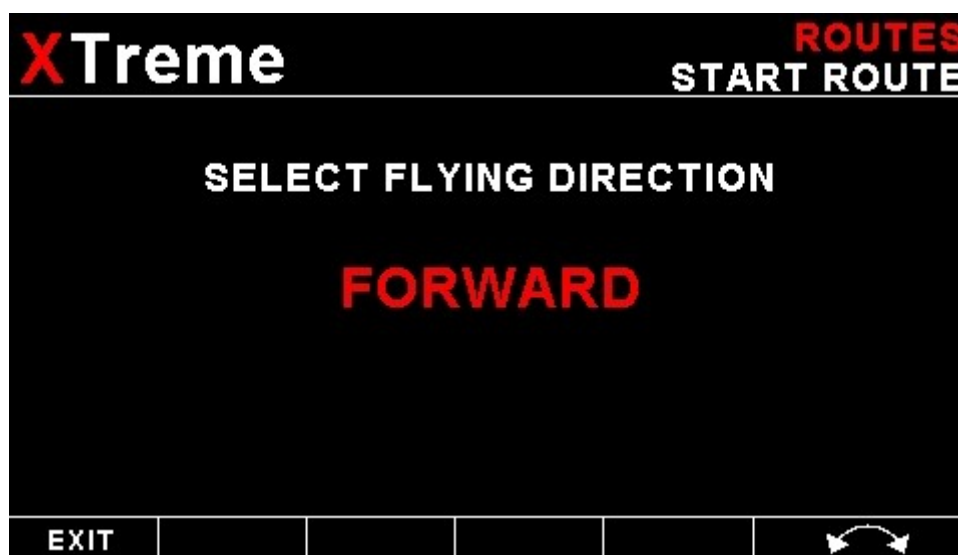 XTreme
ROUTES
START ROUTE
SELECT FLYING DIRECTION
FORWARD
EXIT